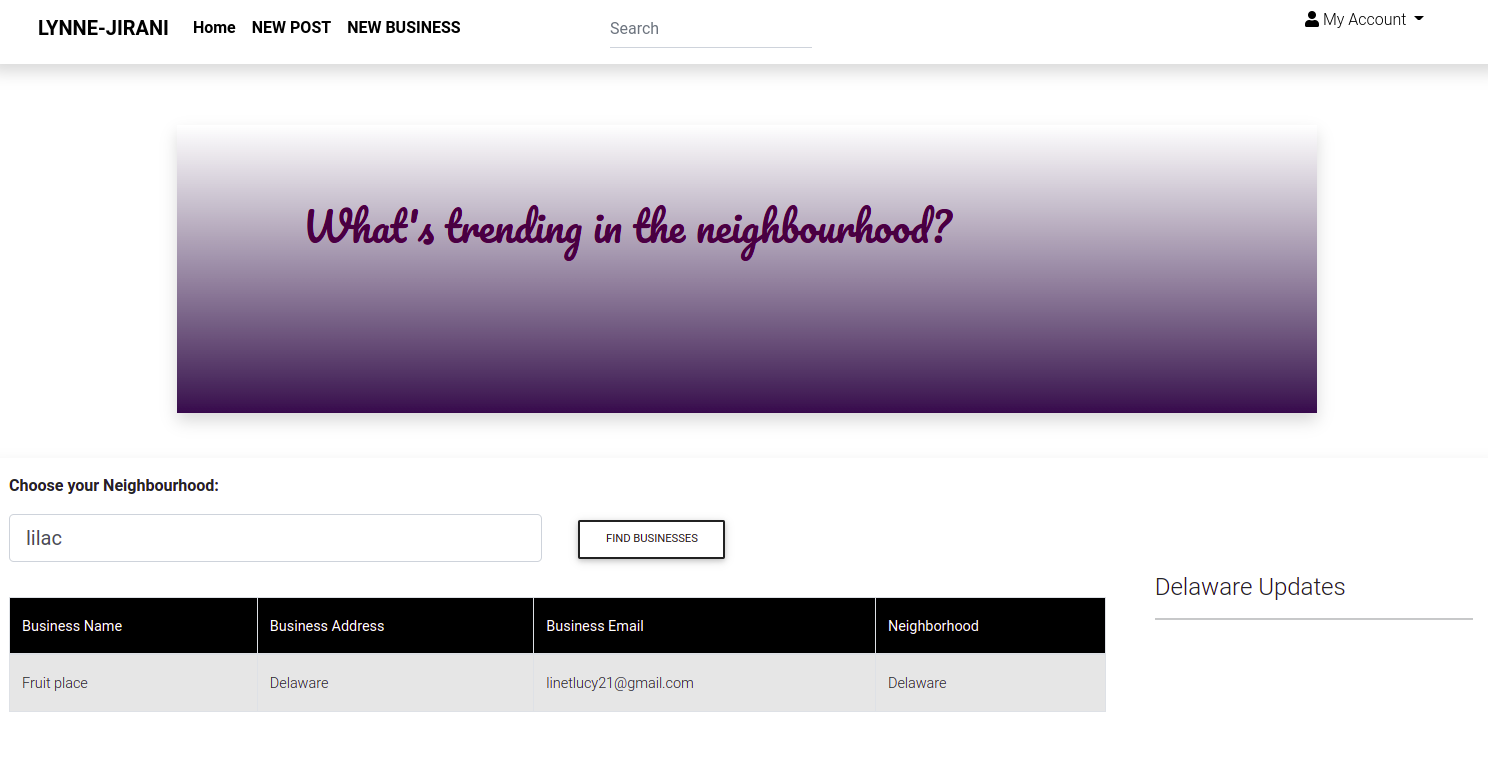 LYNNE-JIRANI Home NEW POST NEW BUSINESS Search My Account
What's trending in the neighbourhood?
Choose your Neighbourhood:
lilac FIND BUSINESSES
Delaware Updates
Business Name Business Address Business Email Neighborhood
Fruit place Delaware linetlucy21@gmail.com Delaware